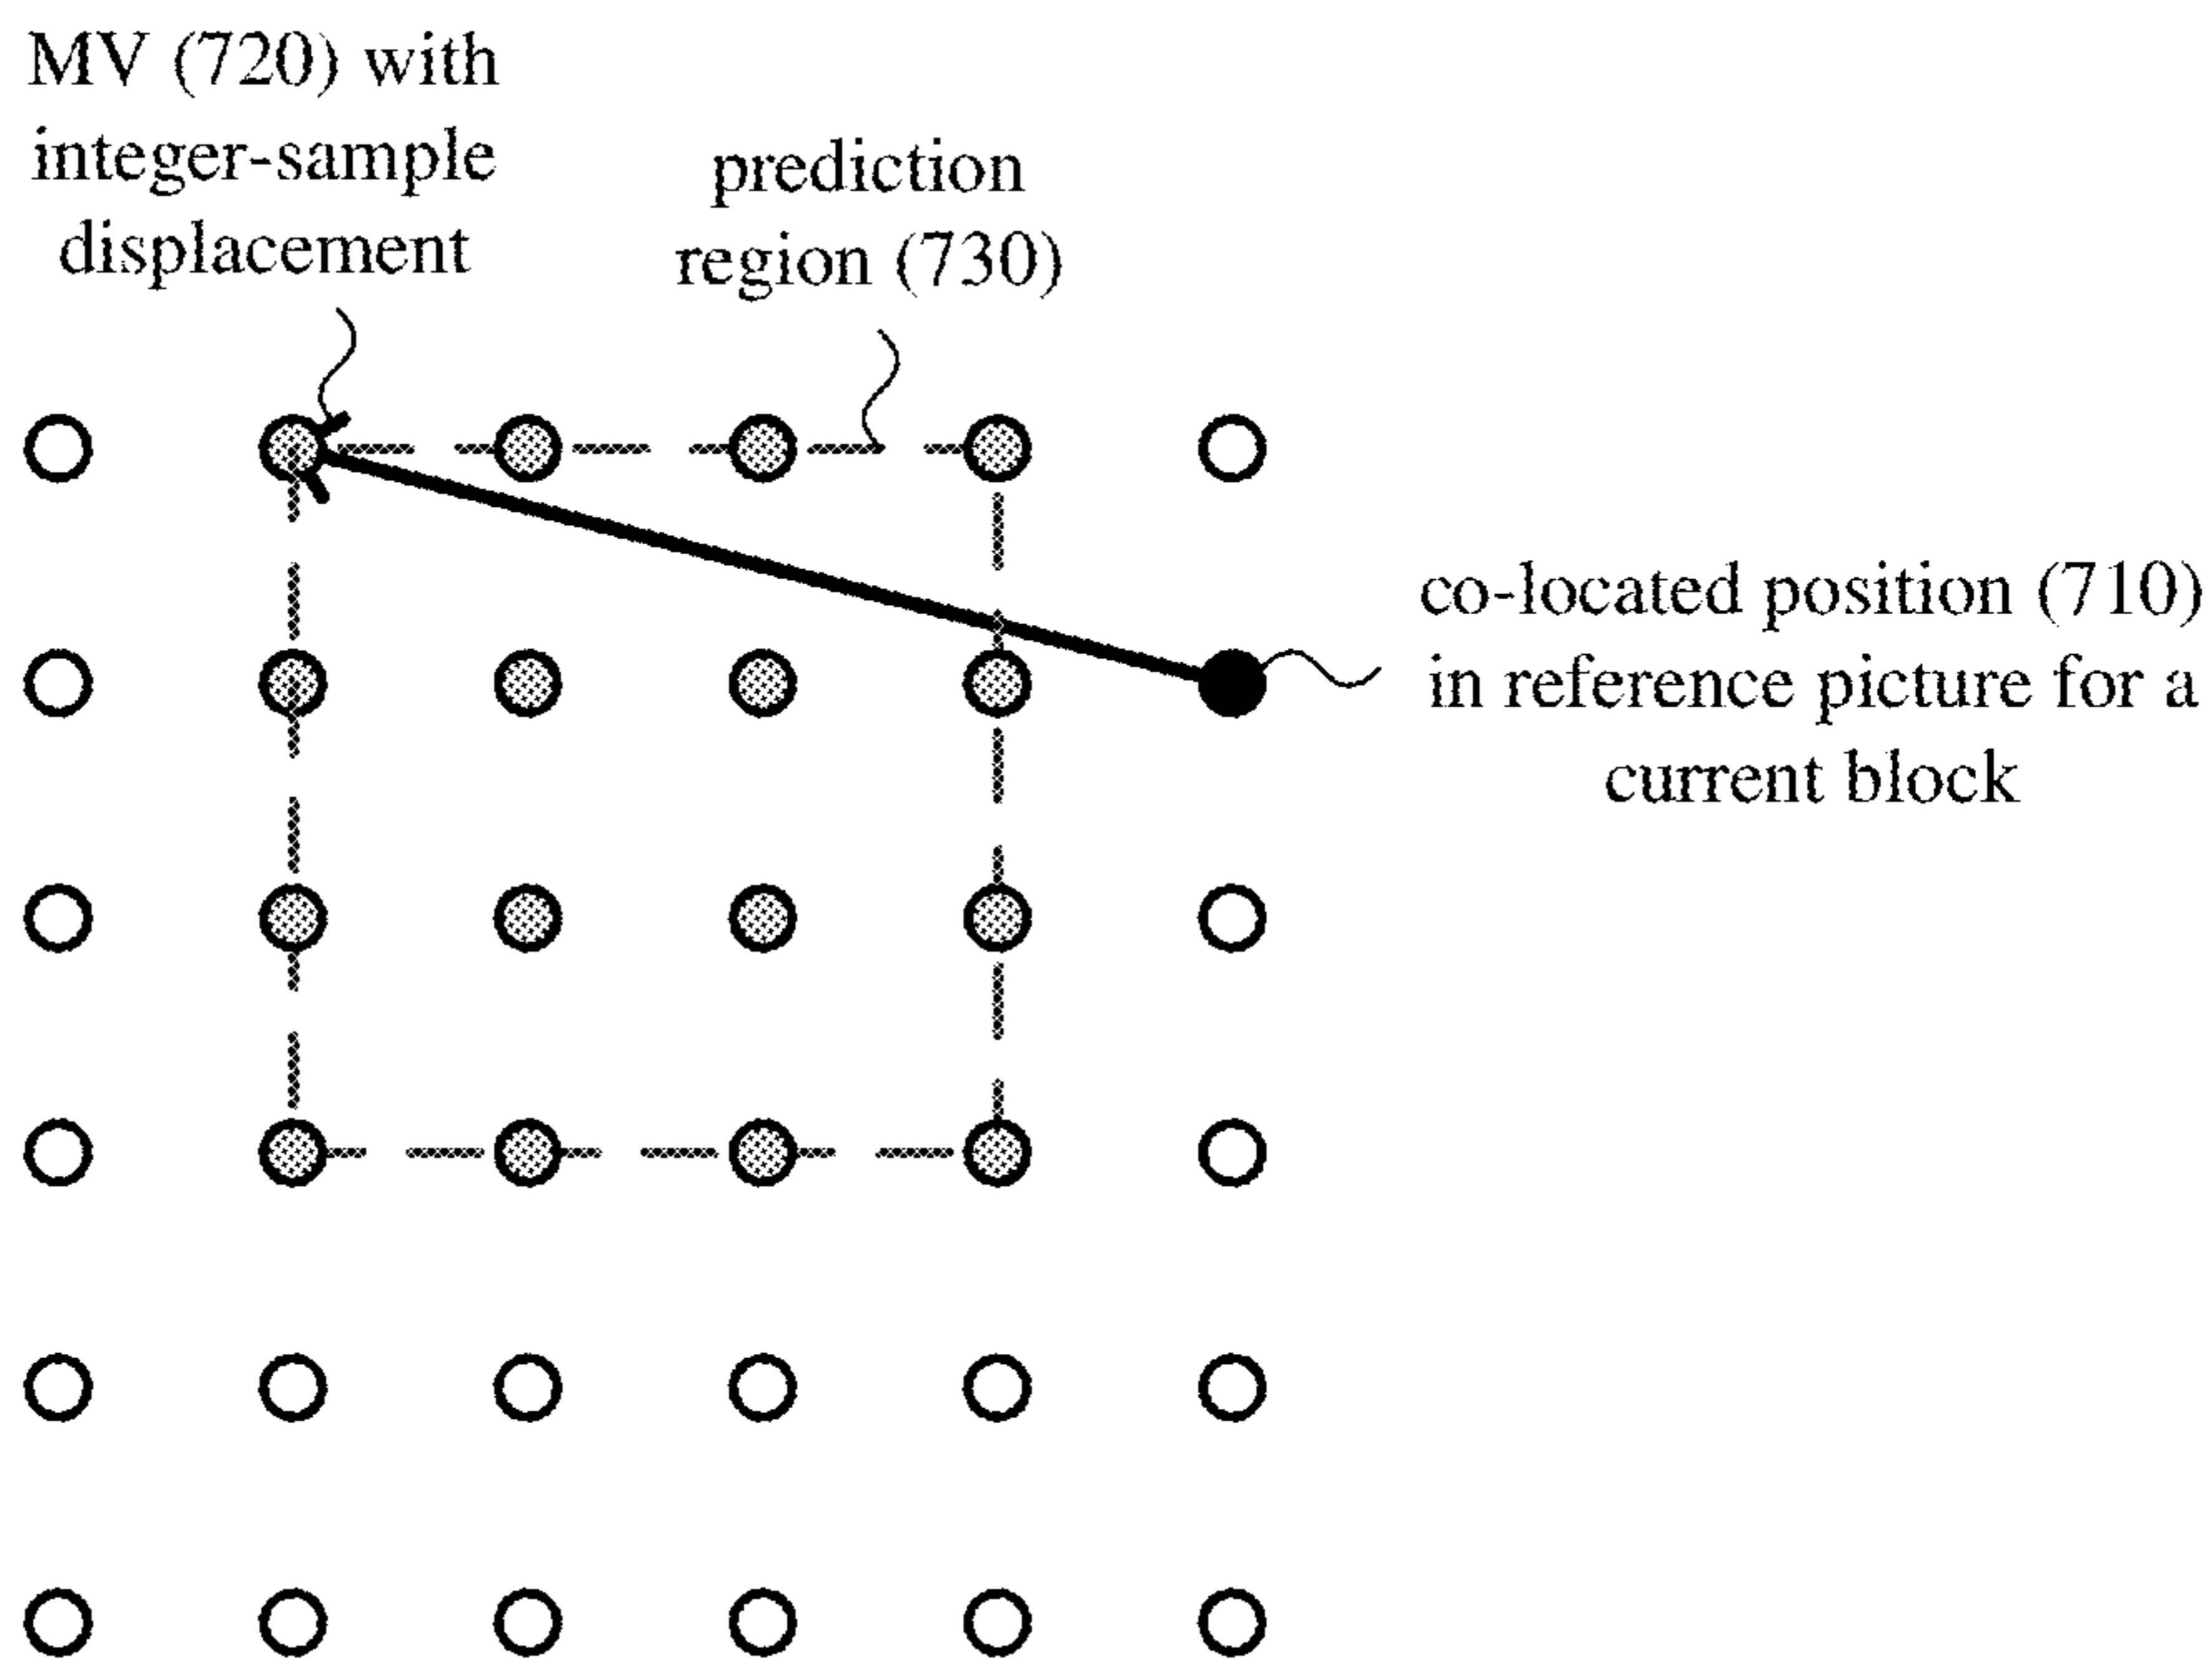 MV (720) with
integer-sample
displacement
prediction
region (730)
co-located position (710)
in reference picture for a
current block